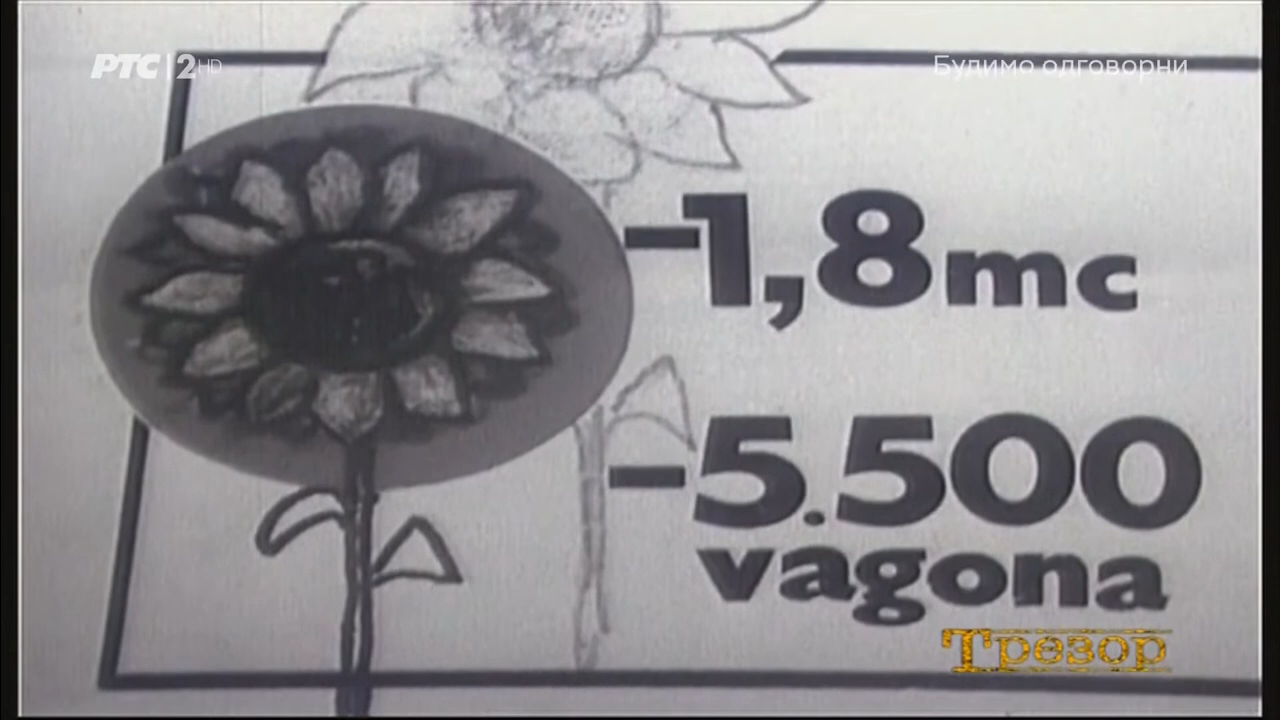 РТС|2HD
Будимо одговорни
-1,8mc
-5.500
vagona
Трезор